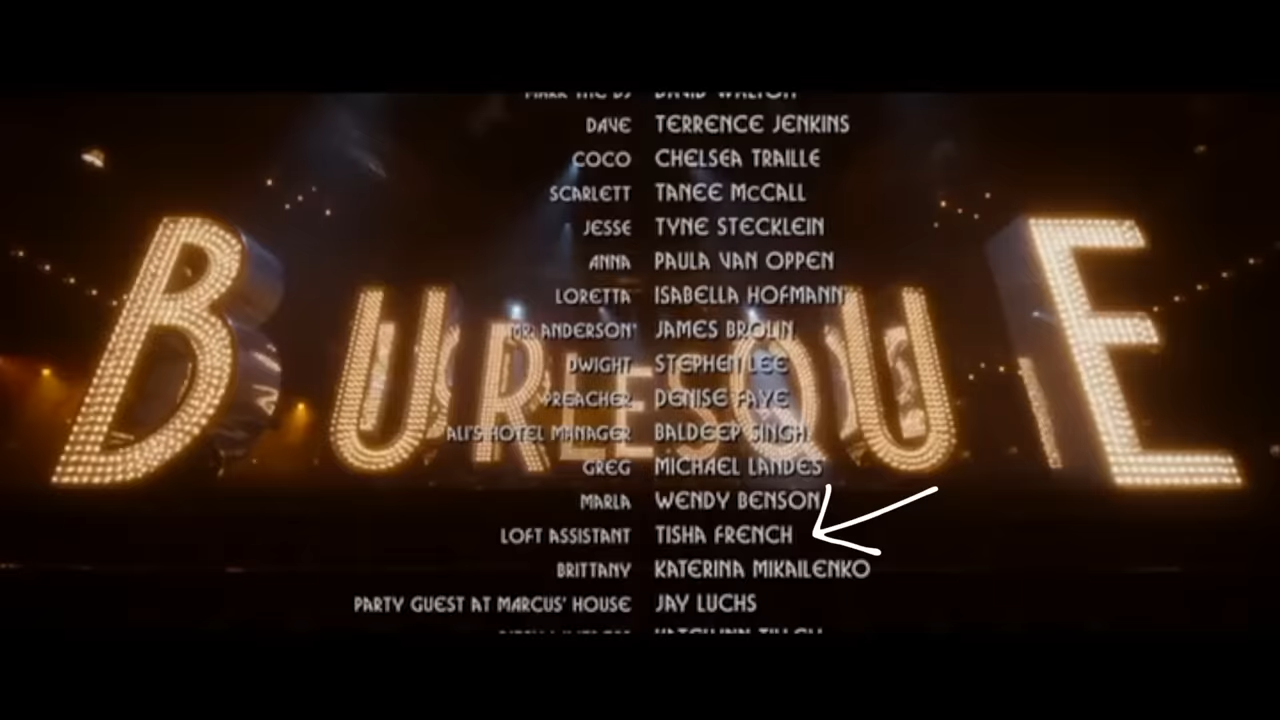 DAVE TERRENCE JENKINS
COCO CHELSEA TRAILLE
SCARLETT TANEE McCALL
JESSE TYNE STECKLEIN
ANNA PAULA VAN OPPEN
LORETTA ISABELLA HOFMANN
MR. ANDERSON JAMES BROLIN
DWIGHT STEPHEN LEE
PREACHER DENISE FAYE
ALI'S HOTEL MANAGER BALDEEP SINGH
GREG MICHAEL LANDES
MARLA WENDY BENSON
LOFT ASSISTANT TISHA FRENCH
BRITTANY KATERINA MIKAILENKO
PARTY GUEST AT MARCUS' HOUSE JAY LUCHS
BURLESQUE